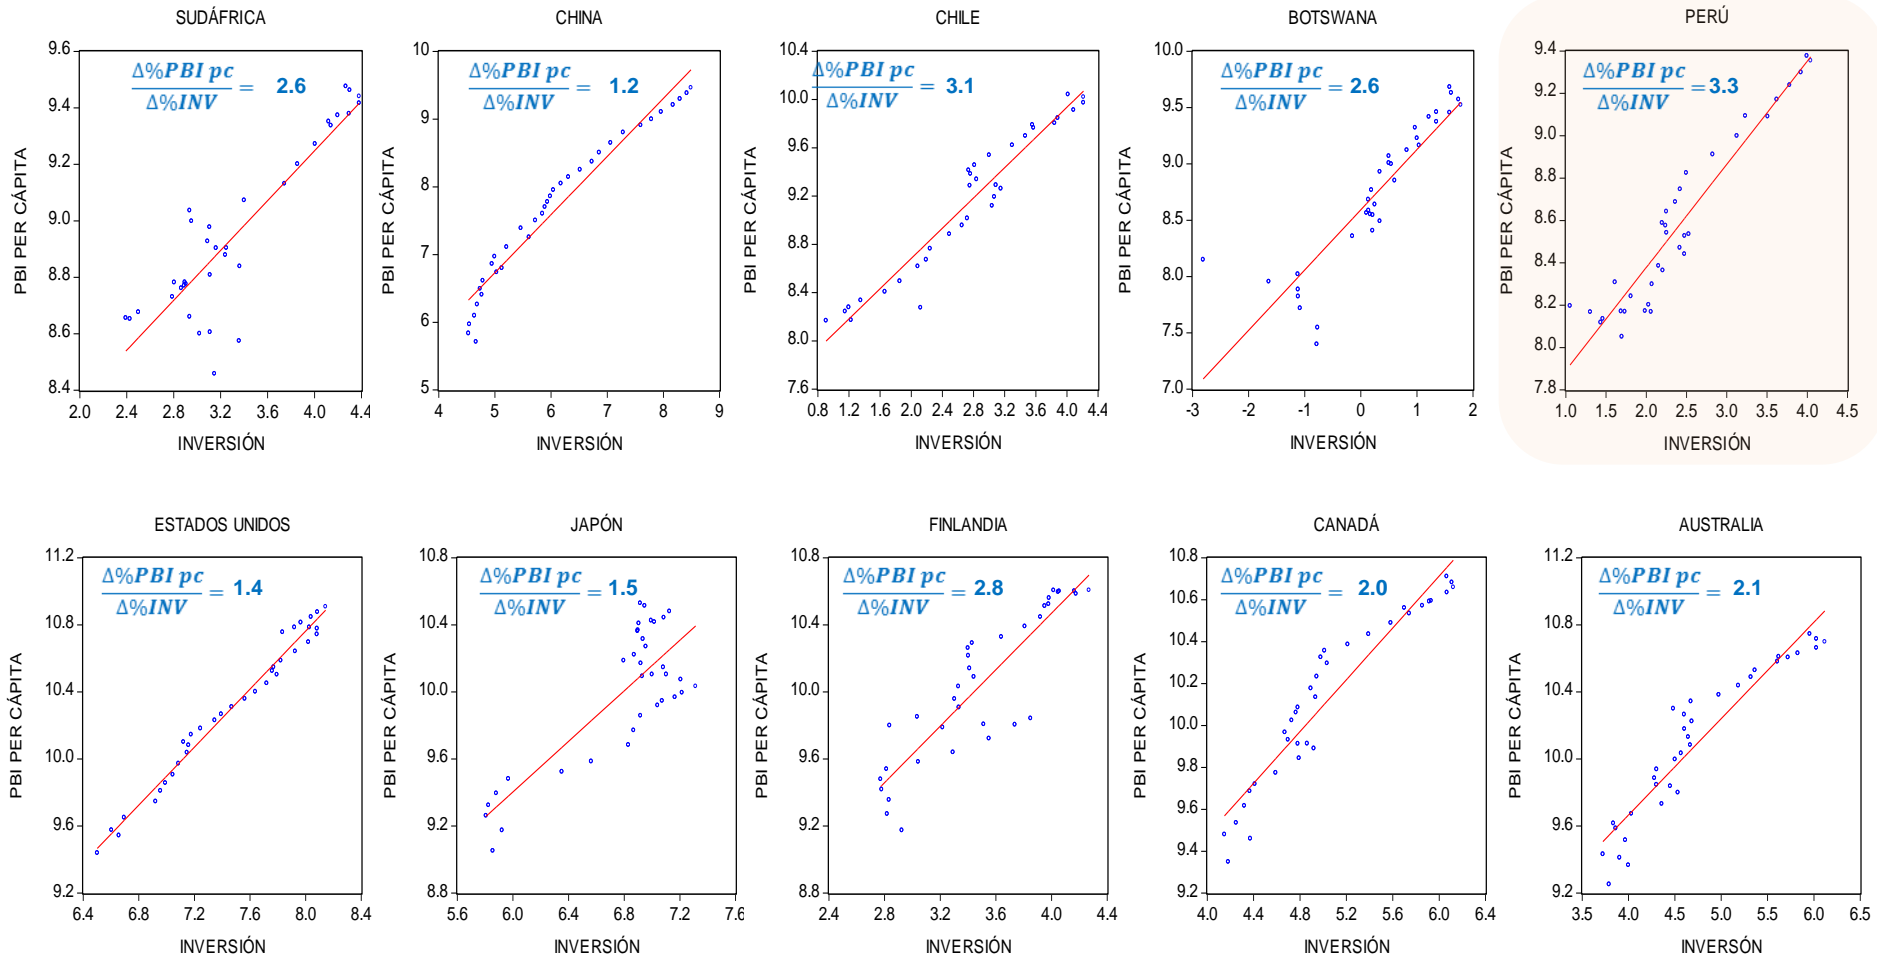 SUDÁFRICA
Δ%PBI pc
Δ%INV
= 2.6
PBI PER CÁPITA
9.6
9.4
9.2
9.0
8.8
8.6
8.4
2.0 2.4 2.8 3.2 3.6 4.0 4.4
INVERSIÓN
CHINA
Δ%PBI pc
Δ%INV
= 1.2
PBI PER CÁPITA
10
9
8
7
6
5
4 5 6 7 8 9
INVERSIÓN
CHILE
Δ%PBI pc
Δ%INV
= 3.1
PBI PER CÁPITA
10.4
10.0
9.6
9.2
8.8
8.4
8.0
7.6
0.8 1.2 1.6 2.0 2.4 2.8 3.2 3.6 4.0 4.4
INVERSIÓN
BOTSWANA
Δ%PBI pc
Δ%INV
= 2.6
PBI PER CÁPITA
10.0
9.5
9.0
8.5
8.0
7.5
7.0
-3 -2 -1 0 1 2
INVERSIÓN
PERÚ
Δ%PBI pc
Δ%INV
= 3.3
PBI PER CÁPITA
9.4
9.2
9.0
8.8
8.6
8.4
8.2
8.0
7.8
1.0 1.5 2.0 2.5 3.0 3.5 4.0 4.5
INVERSIÓN
ESTADOS UNIDOS
Δ%PBI pc
Δ%INV
= 1.4
PBI PER CÁPITA
11.2
10.8
10.4
10.0
9.6
9.2
6.4 6.8 7.2 7.6 8.0 8.4
INVERSIÓN
JAPÓN
Δ%PBI pc
Δ%INV
= 1.5
PBI PER CÁPITA
10.8
10.4
10.0
9.6
9.2
8.8
5.6 6.0 6.4 6.8 7.2 7.6
INVERSIÓN
FINLANDIA
Δ%PBI pc
Δ%INV
= 2.8
PBI PER CÁPITA
10.8
10.4
10.0
9.6
9.2
8.8
2.4 2.8 3.2 3.6 4.0 4.4
INVERSIÓN
CANADÁ
Δ%PBI pc
Δ%INV
= 2.0
PBI PER CÁPITA
10.8
10.6
10.4
10.2
10.0
9.8
9.6
9.4
9.2
4.0 4.4 4.8 5.2 5.6 6.0 6.4
INVERSIÓN
AUSTRALIA
Δ%PBI pc
Δ%INV
= 2.1
PBI PER CÁPITA
11.2
10.8
10.4
10.0
9.6
9.2
3.5 4.0 4.5 5.0 5.5 6.0 6.5
INVERSÓN